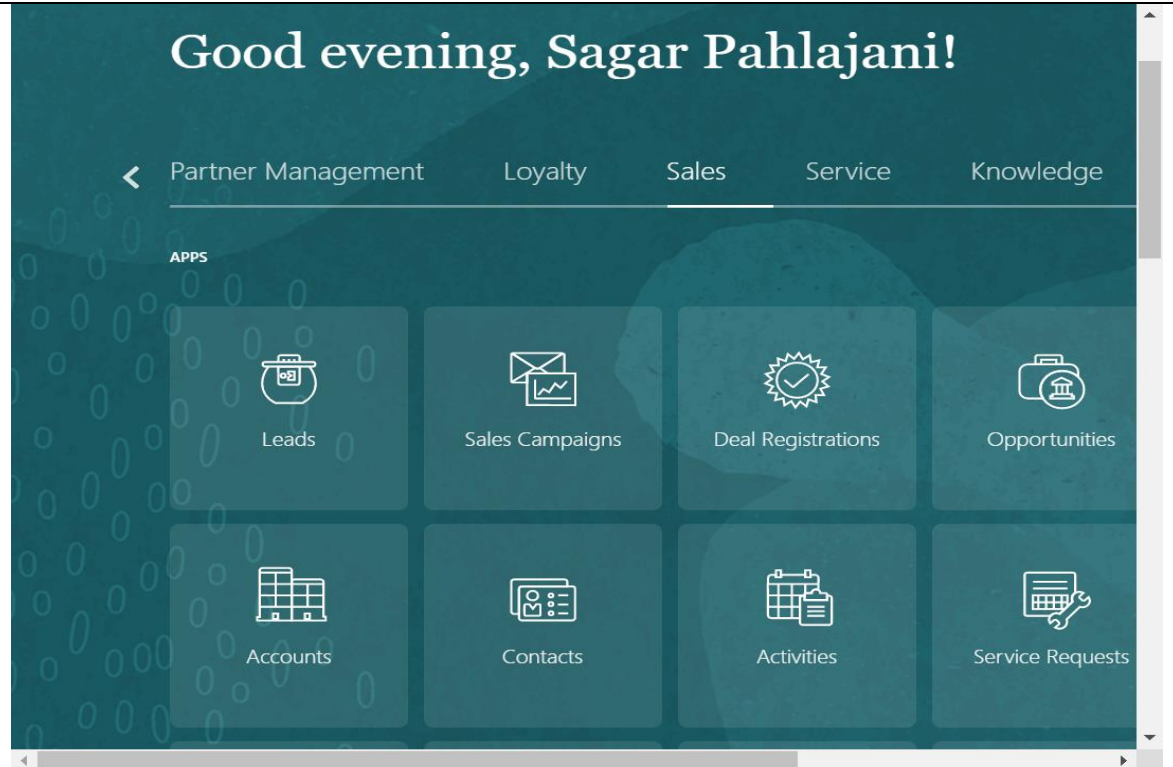 Good evening, Sagar Pahlajani!
Partner Management Loyalty Sales Service Knowledge
APPS
Leads Sales Campaigns Deal Registrations Opportunities
Accounts Contacts Activities Service Requests